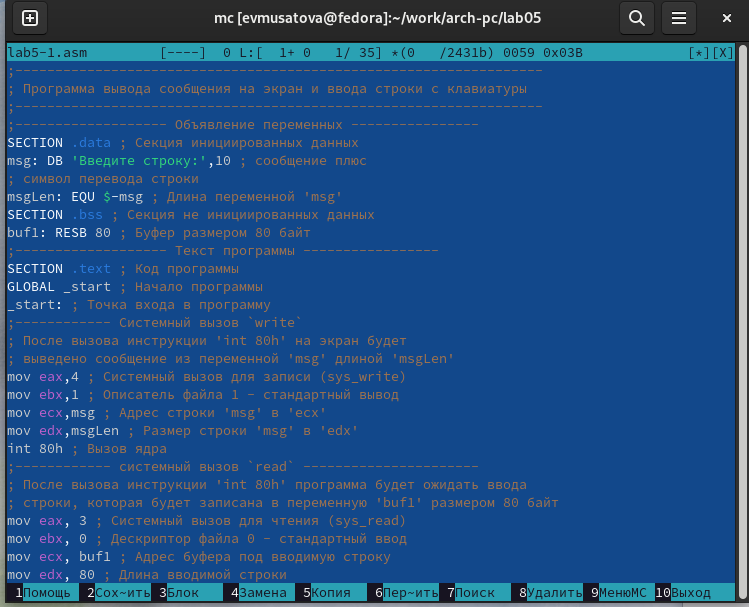 mc [evmusatova@fedora]:~/work/arch-pc/lab05
lab5-1.asm [----] 0 L:[ 1+ 0 1/ 35] *(0 /2431b) 0059 0x03B [*][X]
;------------------------------------------------------------------
; Программа вывода сообщения на экран и ввода строки с клавиатуры
;------------------------------------------------------------------
;------------------- Объявление переменных ----------------
SECTION .data ; Секция инициированных данных
msg: DB 'Введите строку:',10 ; сообщение плюс
; символ перевода строки
msgLen: EQU $-msg ; Длина переменной 'msg'
SECTION .bss ; Секция не инициированных данных
buf1: RESB 80 ; Буфер размером 80 байт
;------------------- Текст программы -----------------
SECTION .text ; Код программы
GLOBAL _start ; Начало программы
_start: ; Точка входа в программу
;------------ Cистемный вызов `write`
; После вызова инструкции 'int 80h' на экран будет
; выведено сообщение из переменной 'msg' длиной 'msgLen'
mov eax,4 ; Системный вызов для записи (sys_write)
mov ebx,1 ; Описатель файла 1 - стандартный вывод
mov ecx,msg ; Адрес строки 'msg' в 'ecx'
mov edx,msgLen ; Размер строки 'msg' в 'edx'
int 80h ; Вызов ядра
;------------ системный вызов `read` ----------------------
; После вызова инструкции 'int 80h' программа будет ожидать ввода
; строки, которая будет записана в переменную 'buf1' размером 80 байт
mov eax, 3 ; Системный вызов для чтения (sys_read)
mov ebx, 0 ; Дескриптор файла 0 - стандартный ввод
mov ecx, buf1 ; Адрес буфера под вводимую строку
mov edx, 80 ; Длина вводимой строки
1Помощь 2Сох~ить 3Блок 4Замена 5Копия 6Пер~ить 7Поиск 8Удалить 9МенюMC 10Выход